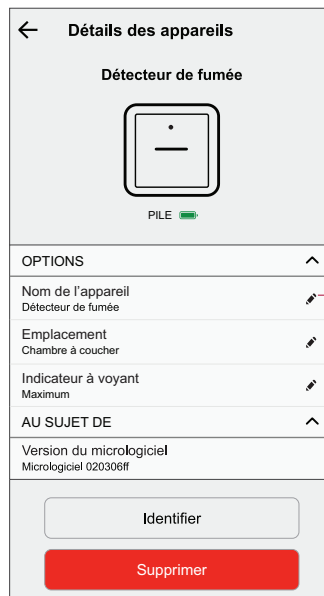 Détails des appareils
Détecteur de fumée
PILE
OPTIONS
Nom de l'appareil
Détecteur de fumée
Emplacement
Chambre à coucher
Indicateur à voyant
Maximum
AU SUJET DE
Version du micrologiciel
Micrologiciel 020306ff
Identifier
Supprimer